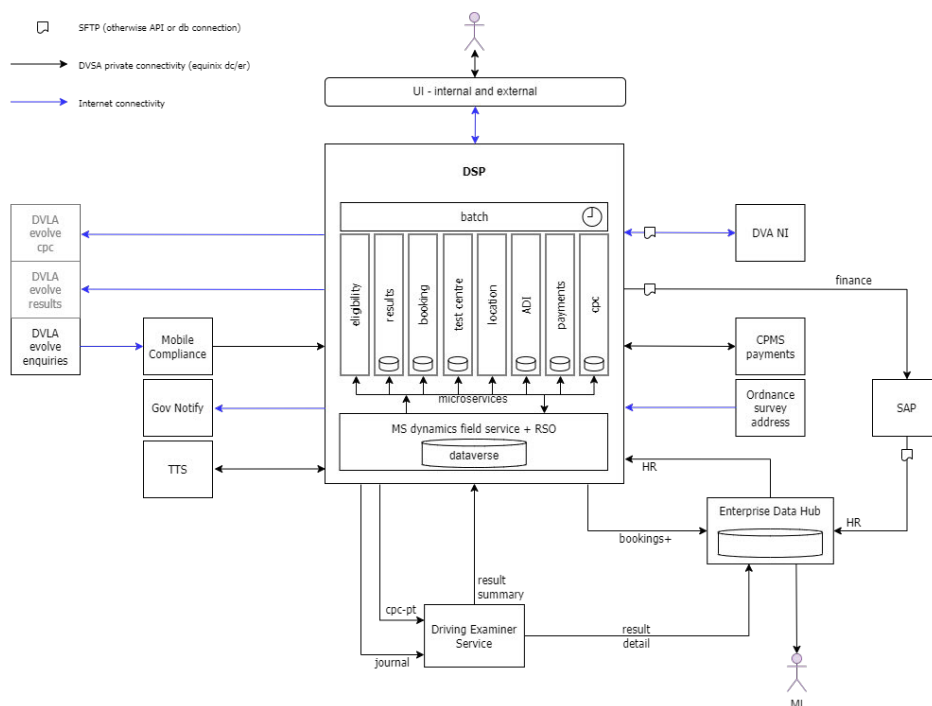 SFTP (otherwise API or db connection)
DVSA private connectivity (equinix dc/er)
Internet connectivity
UI - internal and external
DSP
batch
eligibility
results
booking
test centre
location
ADI
payments
cpc
microservices
MS dynamics field service + RSO
dataverse
DVLA
evolve
cpc
DVLA
evolve
results
DVLA
evolve
enquiries
Mobile
Compliance
Gov Notify
TTS
DVA NI
finance
CPMS
payments
Ordnance
survey
address
SAP
HR
Enterprise Data Hub
HR
bookings+
result
summary
cpc-pt
Driving Examiner
Service
journal
result
detail
MI